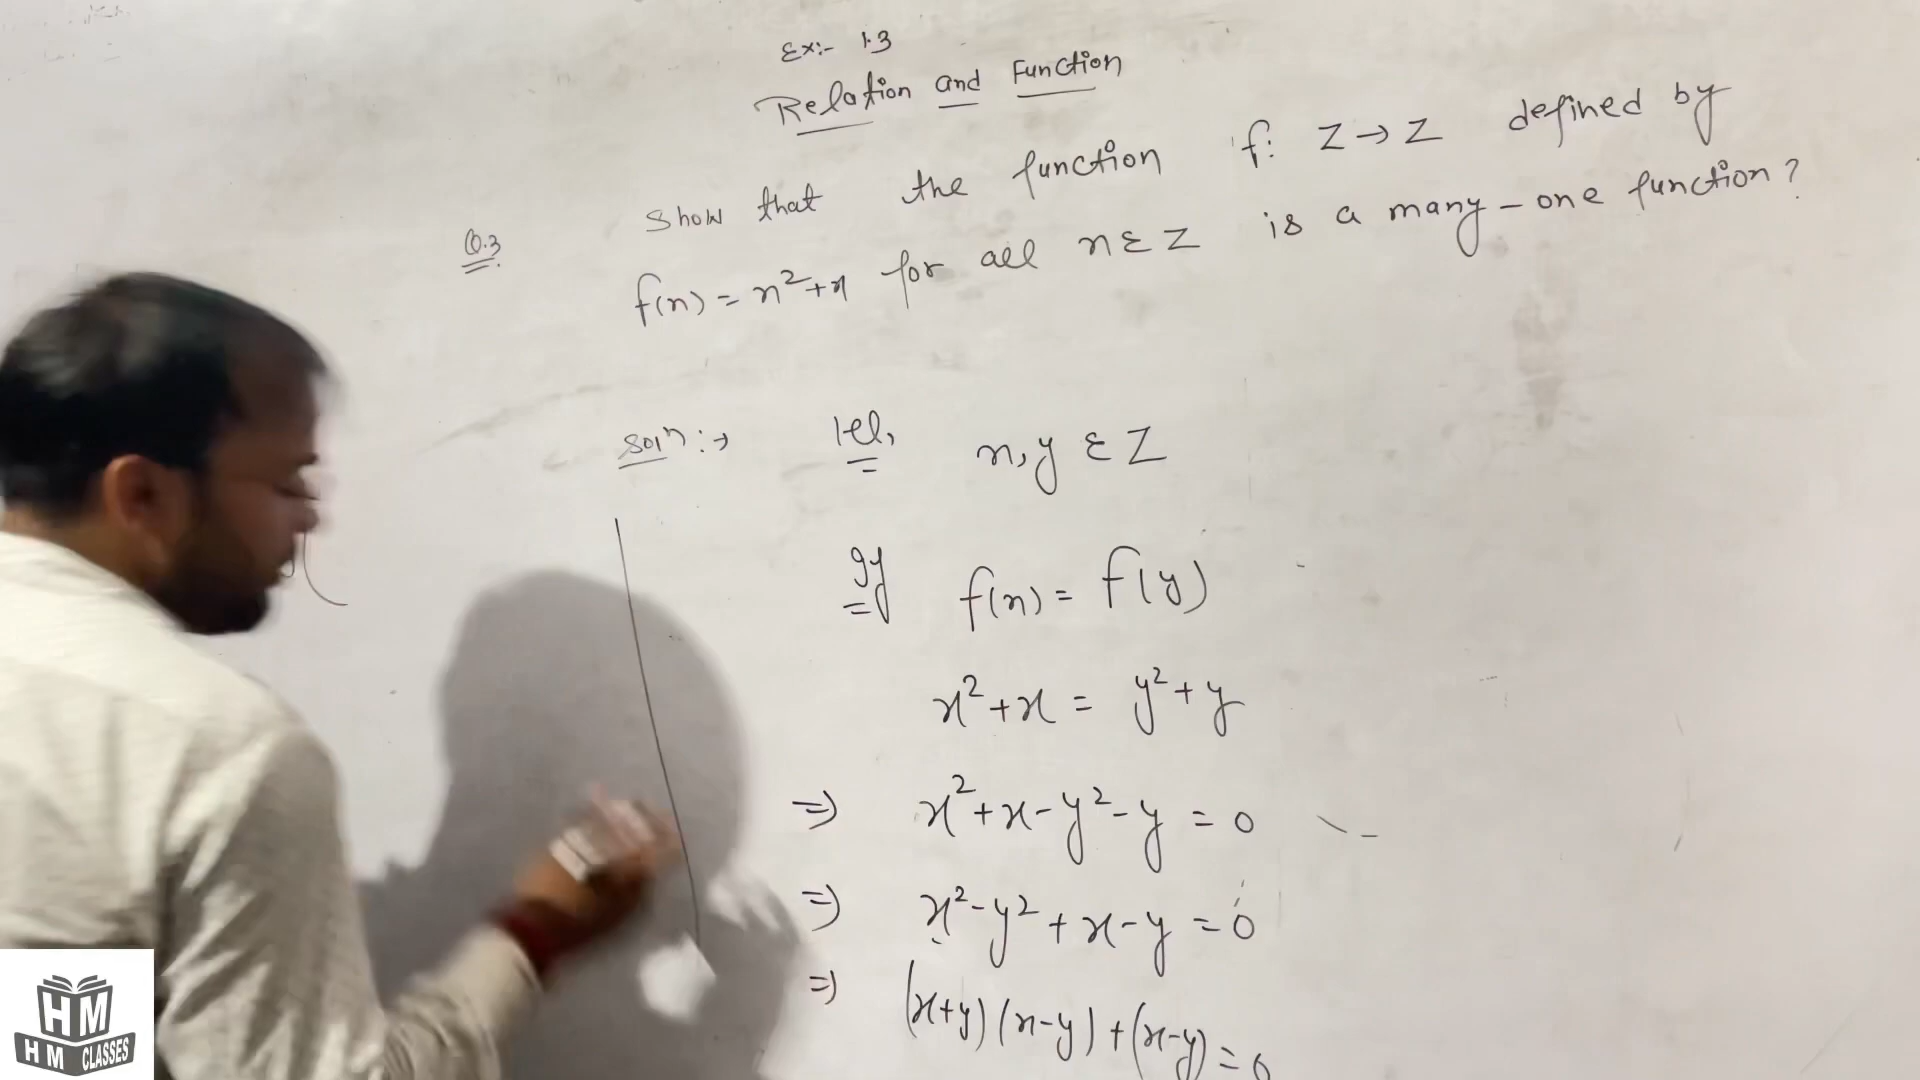 Ex:- 1.3
Relation and Function
Q.3 Show that the function f: Z→Z defined by
f(x) = x²+x for all x∈Z is a many-one function?
Solⁿ:→ let, x,y ∈ Z
If f(x) = f(y)
x²+x = y²+y
⇒ x²+x-y²-y = 0
⇒ x²-y²+x-y = 0
⇒ (x+y)(x-y)+(x-y)=0
HM
HM CLASSES